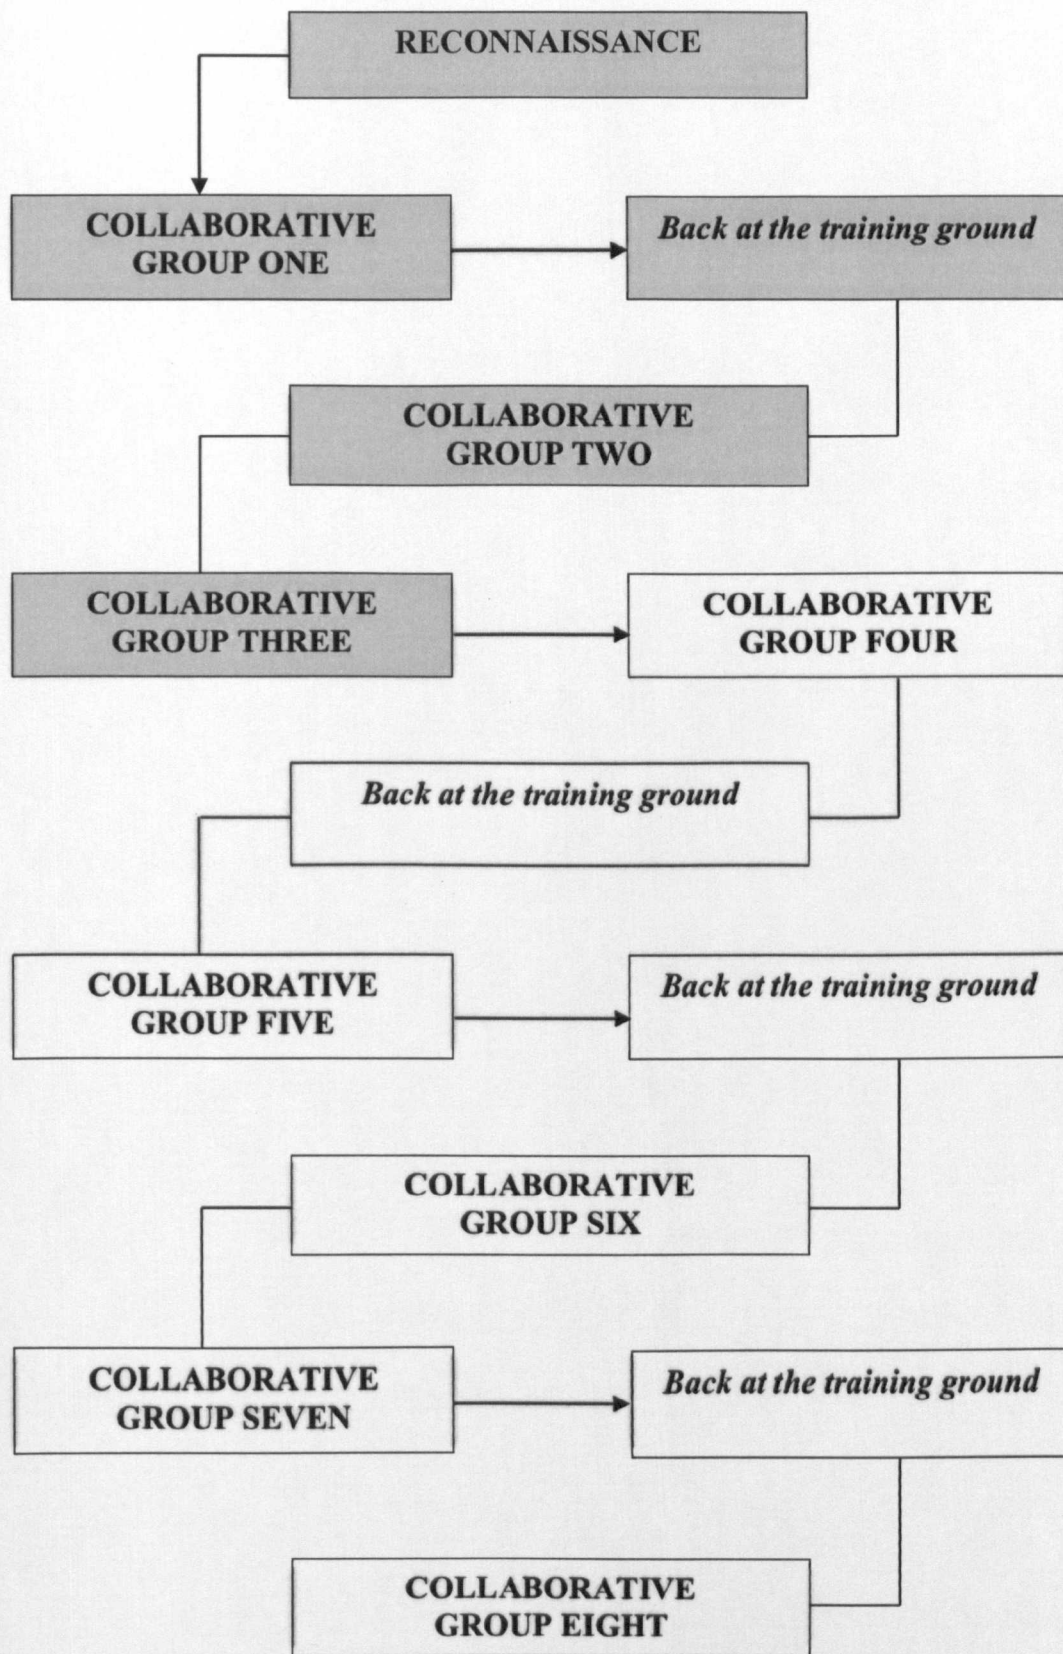 RECONNAISSANCE
COLLABORATIVE
GROUP ONE
Back at the training ground
COLLABORATIVE
GROUP TWO
COLLABORATIVE
GROUP THREE
COLLABORATIVE
GROUP FOUR
Back at the training ground
COLLABORATIVE
GROUP FIVE
Back at the training ground
COLLABORATIVE
GROUP SIX
COLLABORATIVE
GROUP SEVEN
Back at the training ground
COLLABORATIVE
GROUP EIGHT